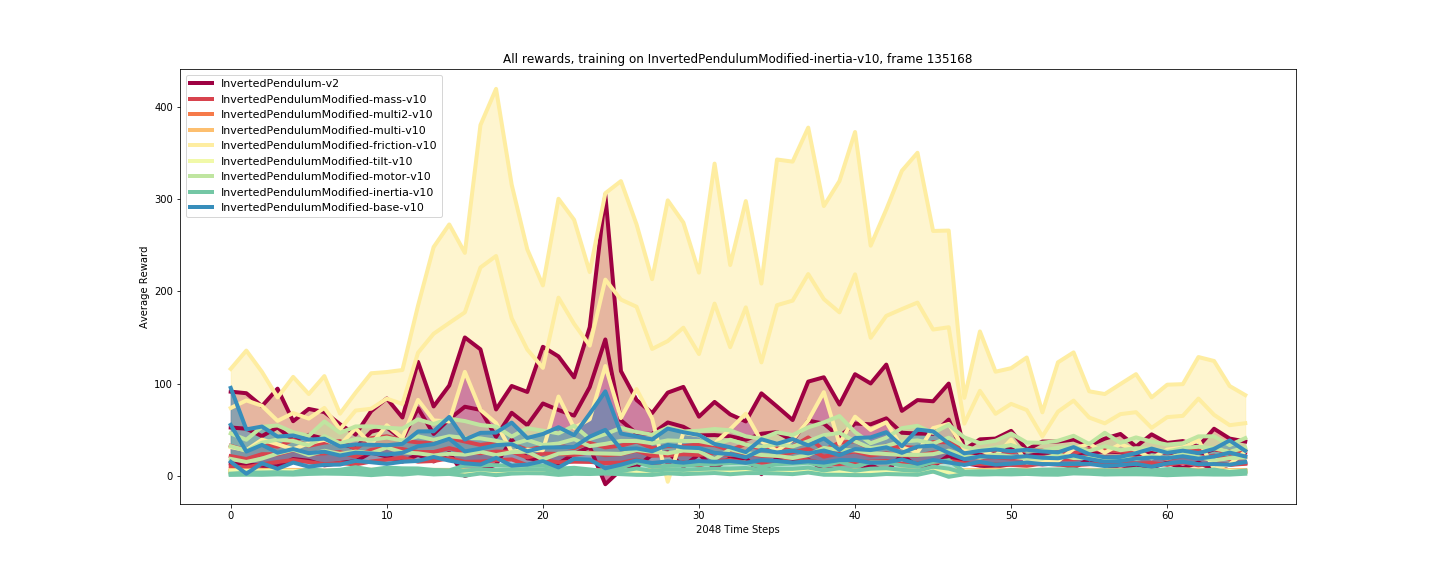 All rewards, training on InvertedPendulumModified-inertia-v10, frame 135168
InvertedPendulum-v2
InvertedPendulumModified-mass-v10
InvertedPendulumModified-multi2-v10
InvertedPendulumModified-multi-v10
InvertedPendulumModified-friction-v10
InvertedPendulumModified-tilt-v10
InvertedPendulumModified-motor-v10
InvertedPendulumModified-inertia-v10
InvertedPendulumModified-base-v10
Average Reward
400
300
200
100
0
0 10 20 30 40 50 60
2048 Time Steps